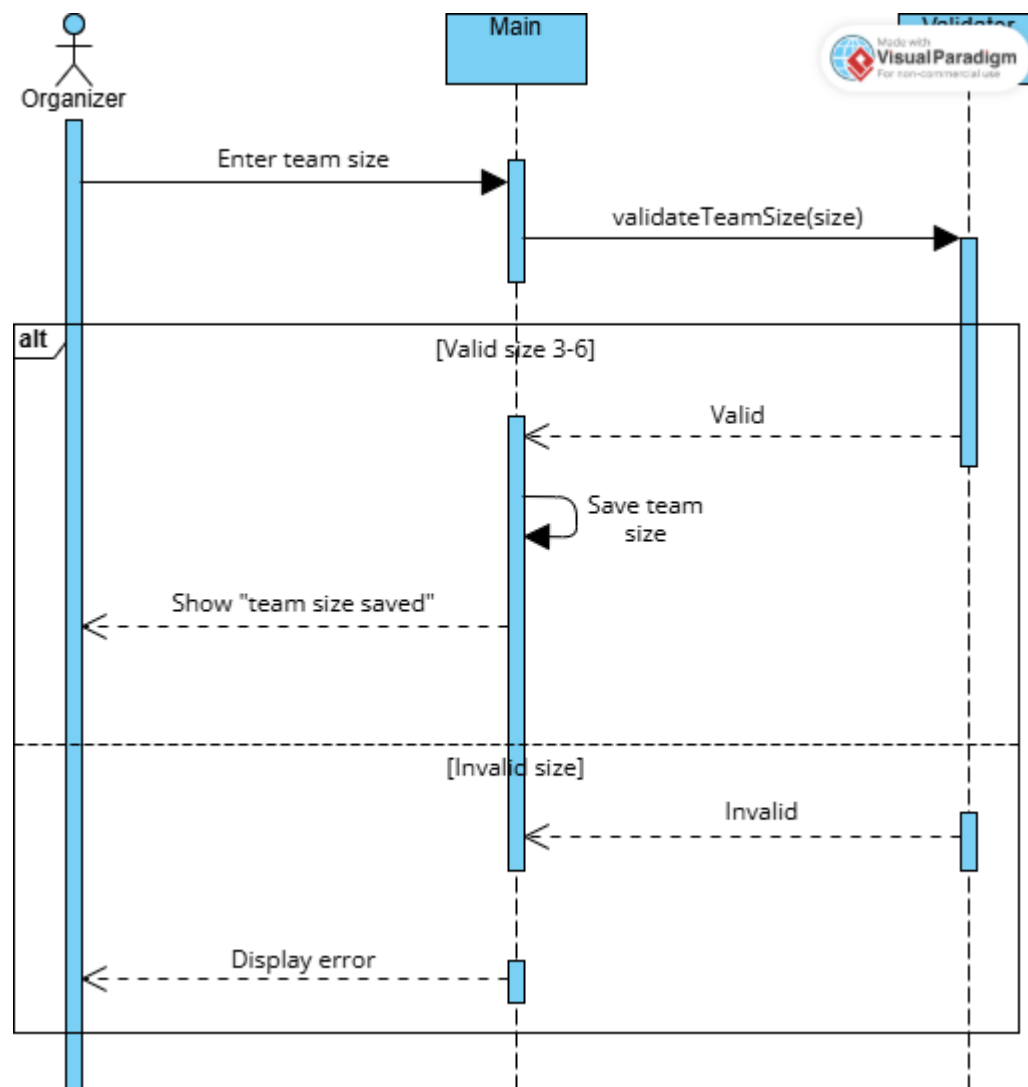 Main
Validator
Made with
Visual Paradigm
For non-commercial use
Organizer
Enter team size
validateTeamSize(size)
alt
[Valid size 3-6]
Valid
Save team
size
Show "team size saved"
[Invalid size]
Invalid
Display error